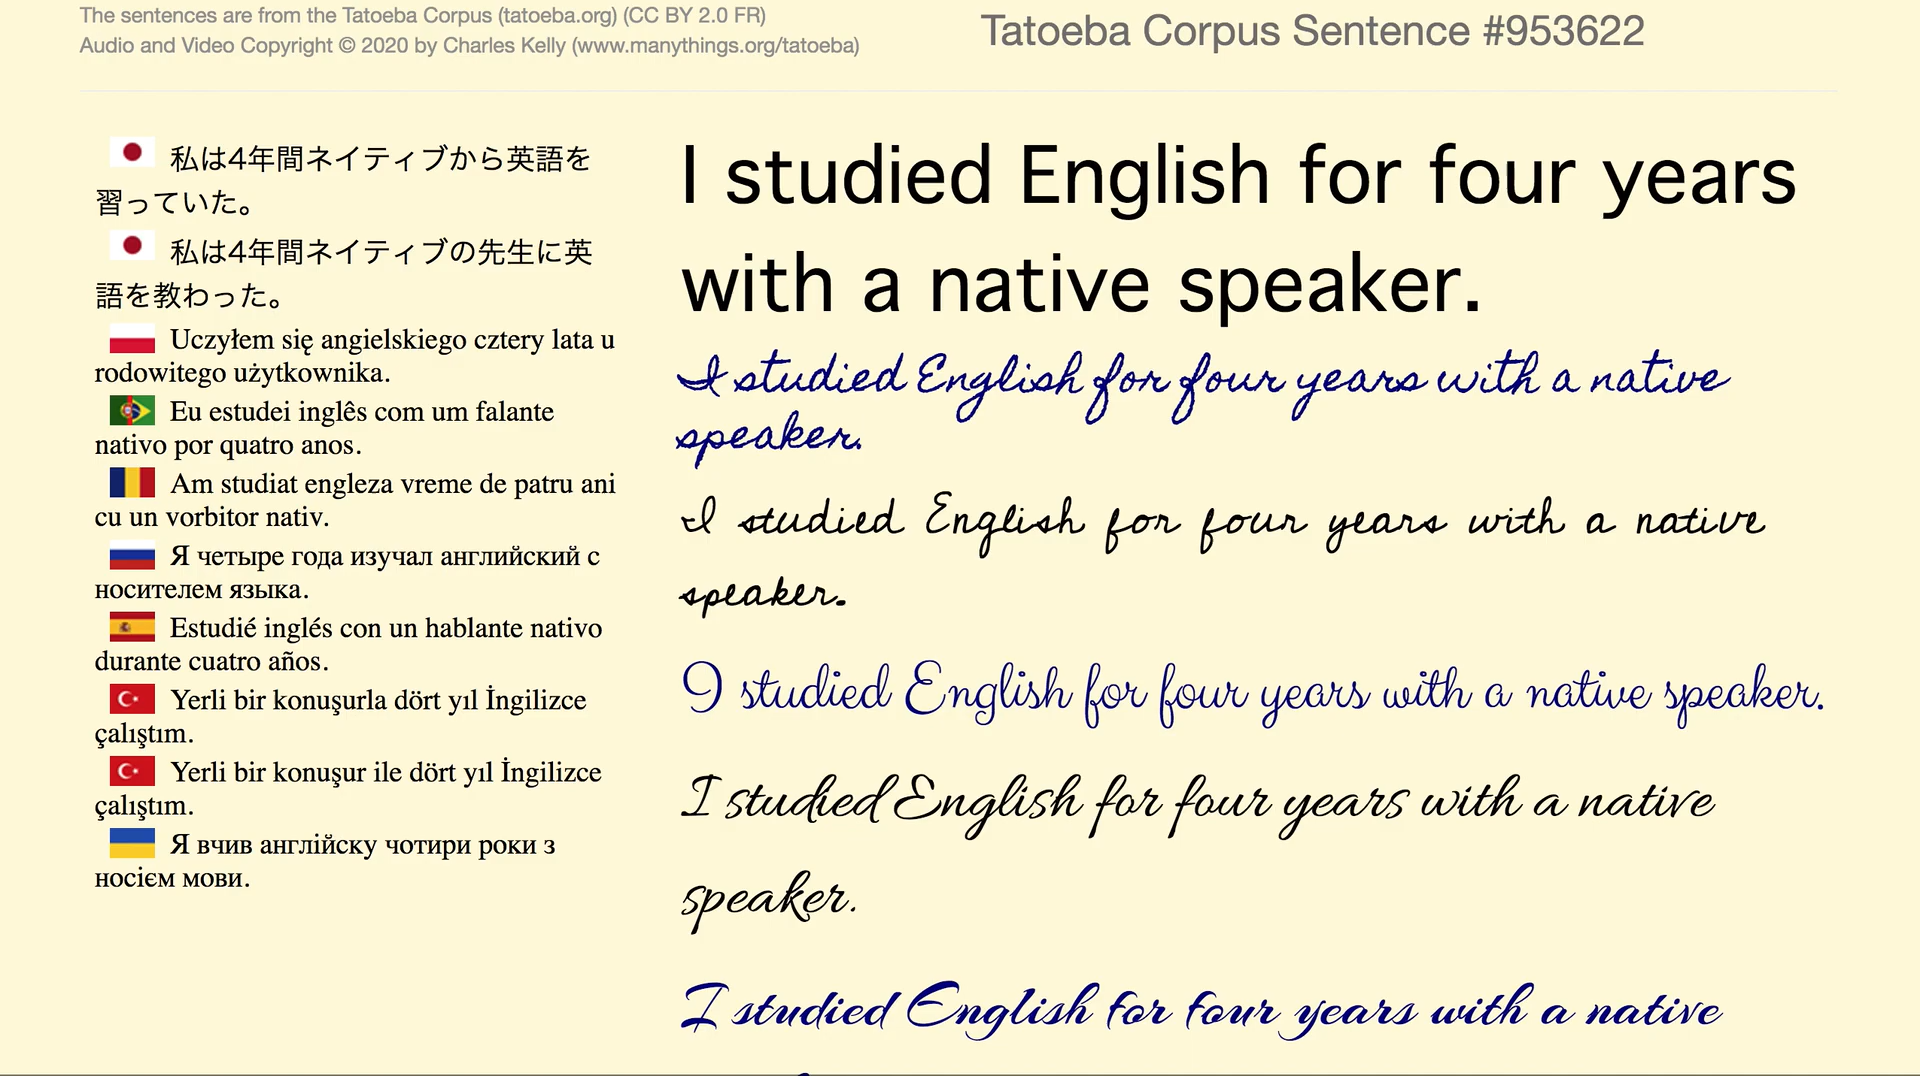 The sentences are from the Tatoeba Corpus (tatoeba.org) (CC BY 2.0 FR)
Audio and Video Copyright © 2020 by Charles Kelly (www.manythings.org/tatoeba)
Tatoeba Corpus Sentence #953622
私は4年間ネイティブから英語を
習っていた。
私は4年間ネイティブの先生に英
語を教わった。
Uczyłem się angielskiego cztery lata u
rodowitego użytkownika.
Eu estudei inglês com um falante
nativo por quatro anos.
Am studiat engleza vreme de patru ani
cu un vorbitor nativ.
Я четыре года изучал английский с
носителем языка.
Estudié inglés con un hablante nativo
durante cuatro años.
Yerli bir konuşurla dört yıl İngilizce
çalıştım.
Yerli bir konuşur ile dört yıl İngilizce
çalıştım.
Я вчив англійску чотири роки з
носієм мови.
I studied English for four years
with a native speaker.
I studied English for four years with a native
speaker.
I studied English for four years with a native
speaker.
I studied English for four years with a native speaker.
I studied English for four years with a native
speaker.
I studied English for four years with a native